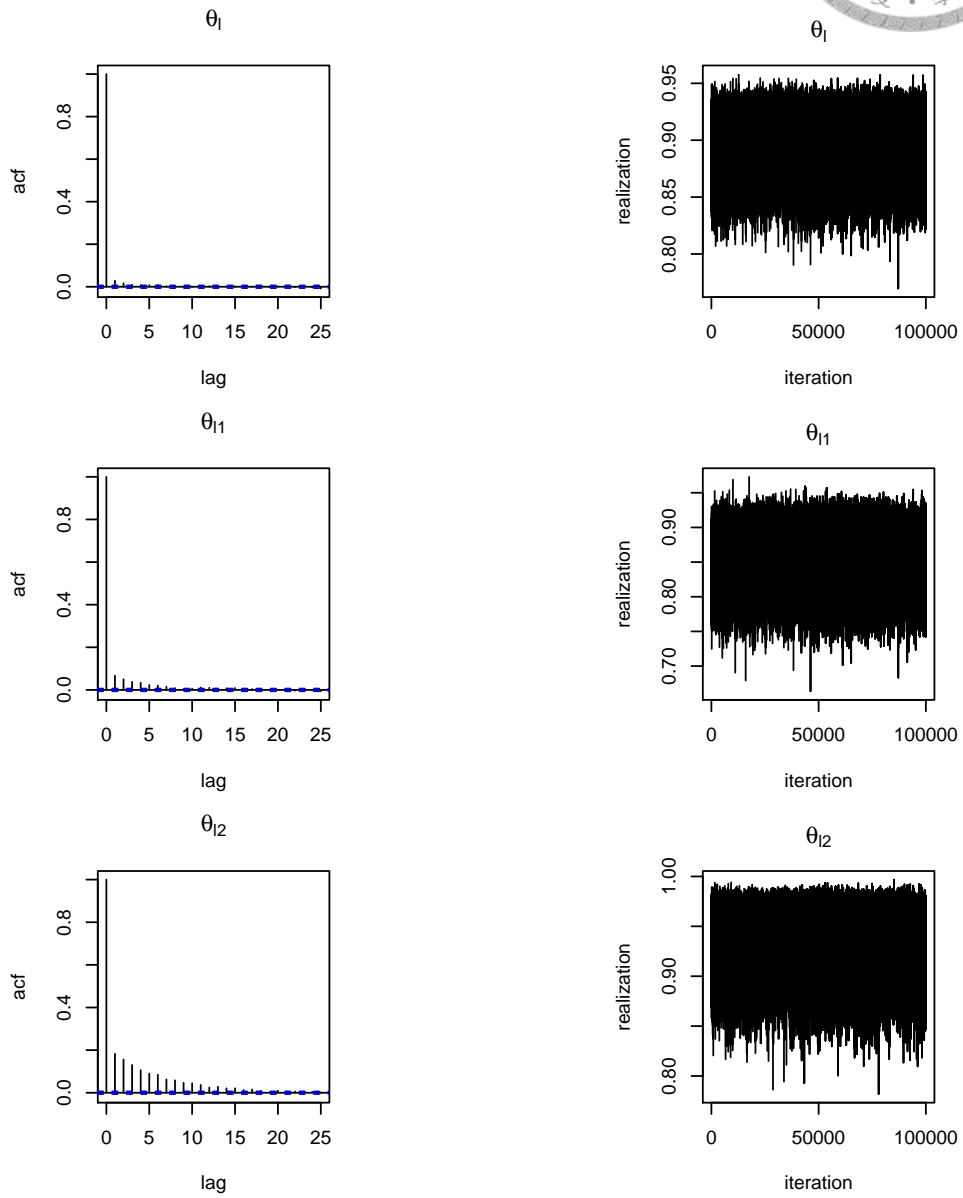 θl
acf
0.0 0.4 0.8
0 5 10 15 20 25
lag
θl
realization
0.80 0.85 0.90 0.95
0 50000 100000
iteration
θl1
acf
0.0 0.4 0.8
0 5 10 15 20 25
lag
θl1
realization
0.70 0.80 0.90
0 50000 100000
iteration
θl2
acf
0.0 0.4 0.8
0 5 10 15 20 25
lag
θl2
realization
0.80 0.90 1.00
0 50000 100000
iteration